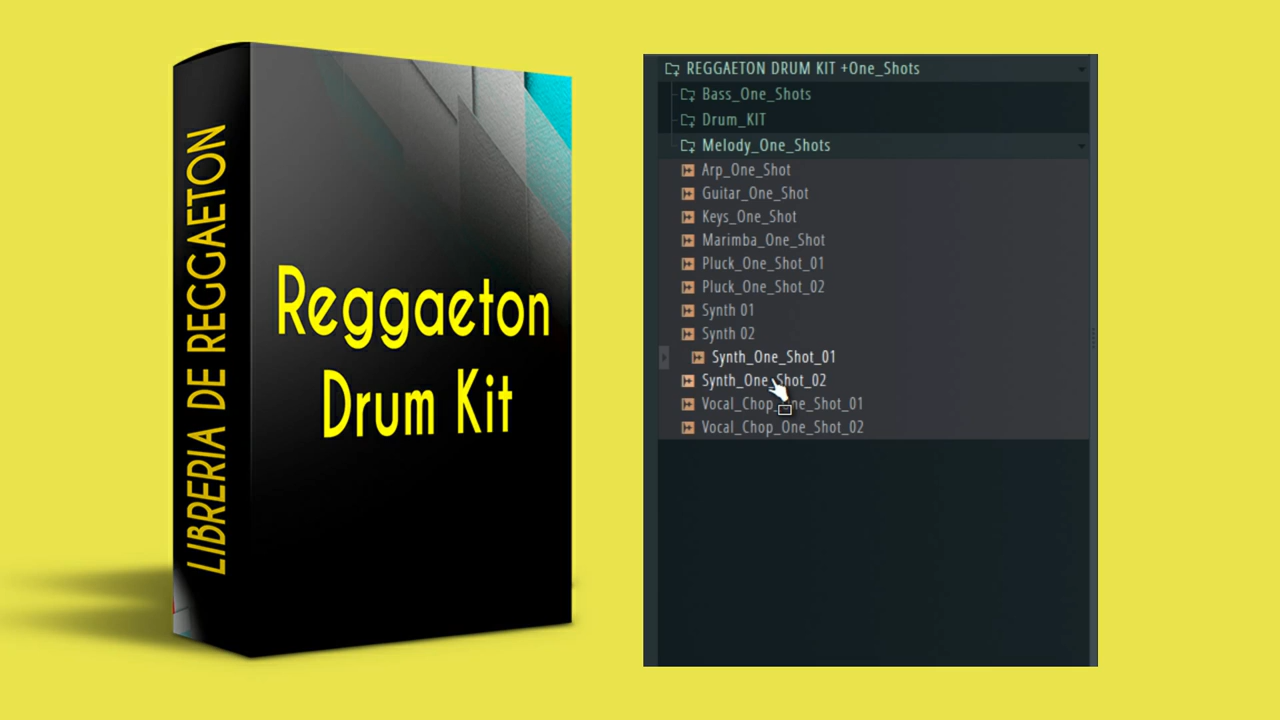 LIBRERIA DE REGGAETON
Reggaeton
Drum Kit
REGGAETON DRUM KIT +One_Shots
Bass_One_Shots
Drum_KIT
Melody_One_Shots
Arp_One_Shot
Guitar_One_Shot
Keys_One_Shot
Marimba_One_Shot
Pluck_One_Shot_01
Pluck_One_Shot_02
Synth 01
Synth 02
Synth_One_Shot_01
Synth_One_Shot_02
Vocal_Chop_One_Shot_01
Vocal_Chop_One_Shot_02